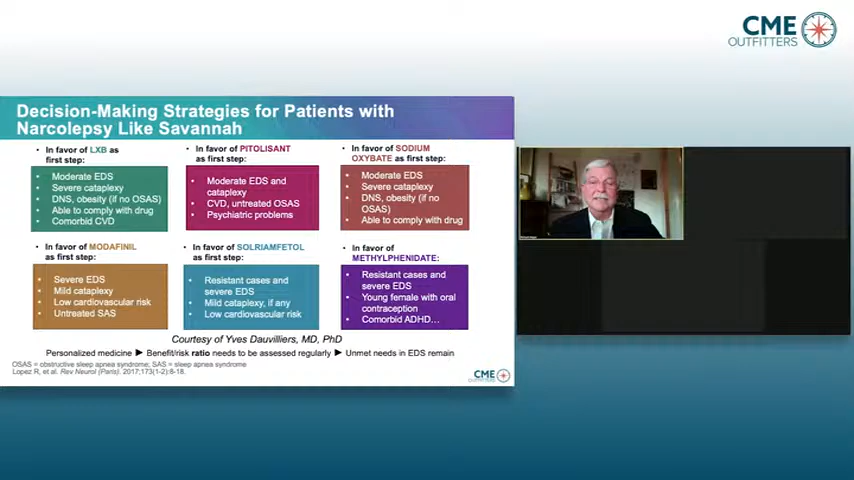 CME
OUTFITTERS
Decision-Making Strategies for Patients with
Narcolepsy Like Savannah
• In favor of LXB as
first step:
• Moderate EDS
• Severe cataplexy
• DNS, obesity (if no OSAS)
• Able to comply with drug
• Comorbid CVD
• In favor of PITOLISANT
as first step:
• Moderate EDS and
cataplexy
• CVD, untreated OSAS
• Psychiatric problems
• In favor of SODIUM
OXYBATE as first step:
• Moderate EDS
• Severe cataplexy
• DNS, obesity (if no
OSAS)
• Able to comply with drug
• In favor of MODAFINIL
as first step:
• Severe EDS
• Mild cataplexy
• Low cardiovascular risk
• Untreated SAS
• In favor of SOLRIAMFETOL
as first step:
• Resistant cases and
severe EDS
• Mild cataplexy, if any
• Low cardiovascular risk
• In favor of
METHYLPHENIDATE:
• Resistant cases and
severe EDS
• Young female with oral
contraception
• Comorbid ADHD...
Courtesy of Yves Dauvilliers, MD, PhD
Personalized medicine ► Benefit/risk ratio needs to be assessed regularly ► Unmet needs in EDS remain
OSAS = obstructive sleep apnea syndrome; SAS = sleep apnea syndrome
Lopez R, et al. Rev Neurol (Paris). 2017;173(1-2):8-18.
CME
OUTFITTERS